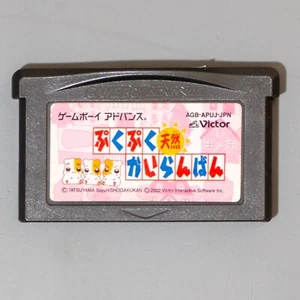 ゲームボーイ アドバンス®
AGB-APUJ-JPN
Victor
ぷくぷく天然
かいらんばん
© TATSUYAMA Sayuri/SHOGAKUKAN © 2002 Victor Interactive Software Inc.